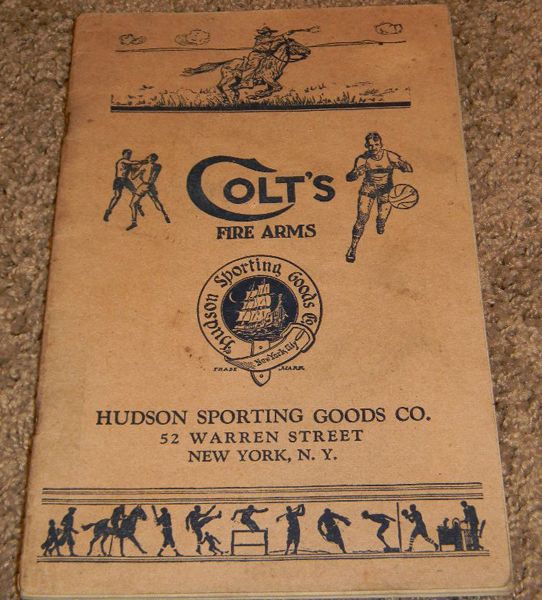 COLT'S
FIRE ARMS
Hudson Sporting Goods Co.
New York City
TRADE MARK
HUDSON SPORTING GOODS CO.
52 WARREN STREET
NEW YORK, N. Y.